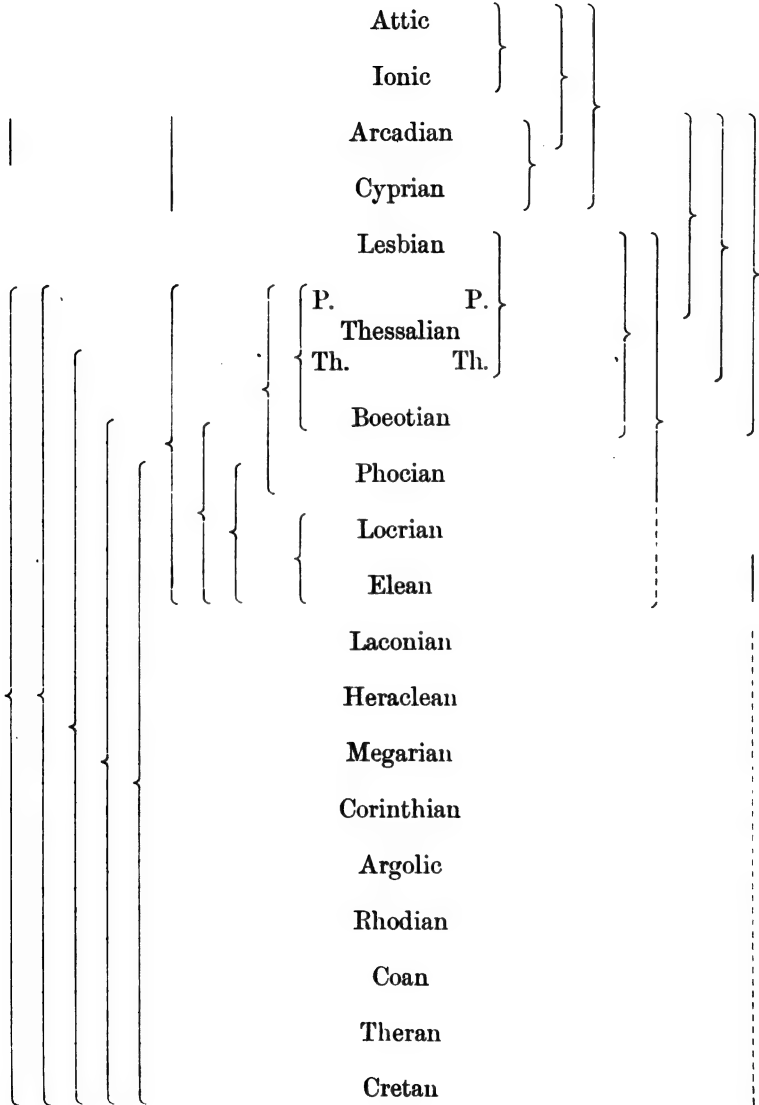 Attic
Ionic
Arcadian
Cyprian
Lesbian
P. P.
Thessalian
Th. Th.
Boeotian
Phocian
Locrian
Elean
Laconian
Heraclean
Megarian
Corinthian
Argolic
Rhodian
Coan
Theran
Cretan